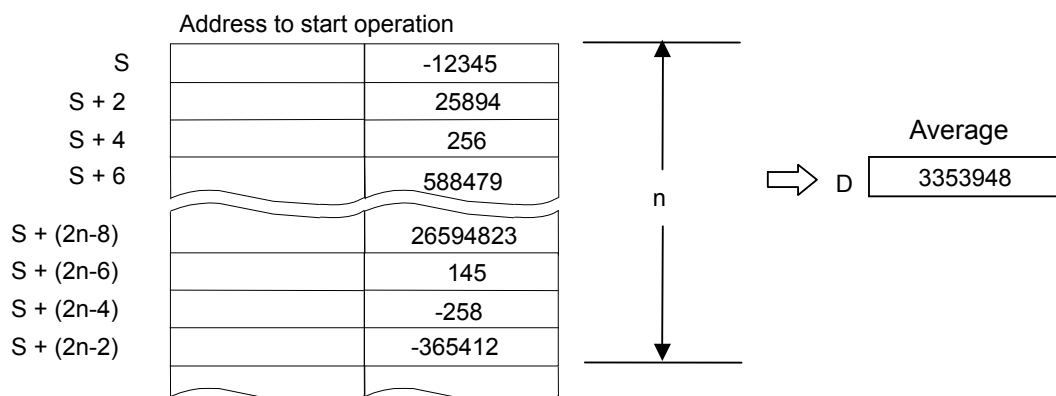 Address to start operation
S -12345
S + 2 25894
S + 4 256
Average
S + 6 588479
D 3353948
n
S + (2n-8) 26594823
S + (2n-6) 145
S + (2n-4) -258
S + (2n-2) -365412